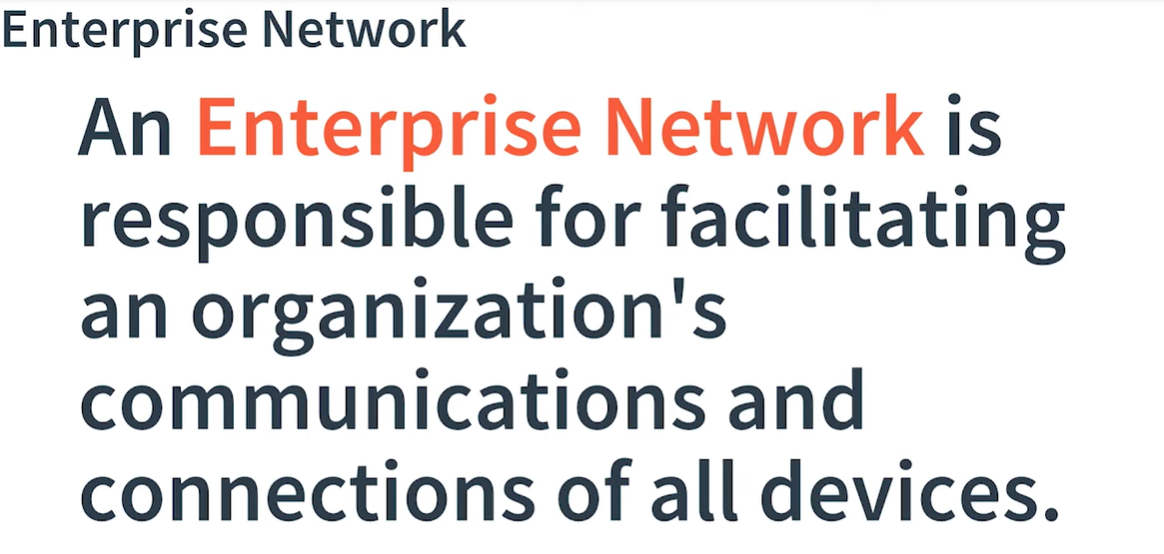 Enterprise Network
An Enterprise Network is
responsible for facilitating
an organization's
communications and
connections of all devices.